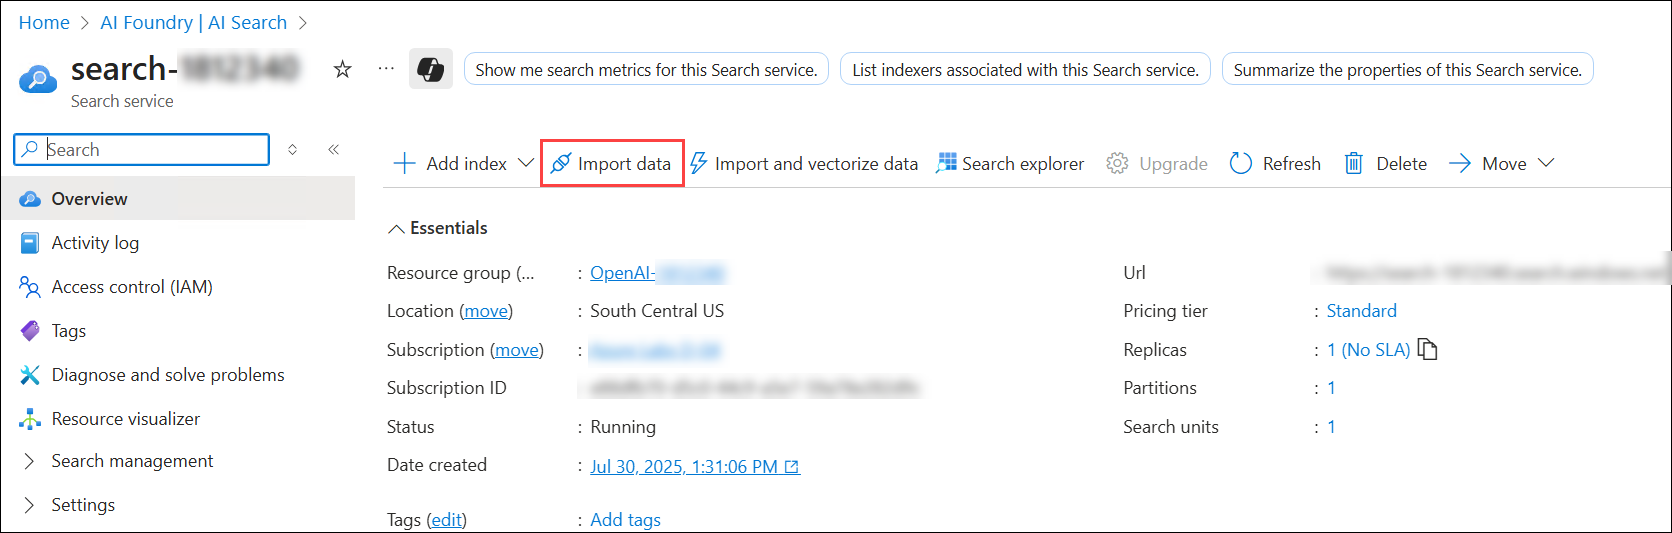 Home > AI Foundry | AI Search >
search-
Search service
Show me search metrics for this Search service.
List indexers associated with this Search service.
Summarize the properties of this Search service.
Search
Add index
Import data
Import and vectorize data
Search explorer
Upgrade
Refresh
Delete
Move
Overview
Activity log
Access control (IAM)
Tags
Diagnose and solve problems
Resource visualizer
Search management
Settings
Essentials
Resource group (... : OpenAI-
Location (move) : South Central US
Subscription (move) :
Subscription ID :
Status : Running
Date created : Jul 30, 2025, 1:31:06 PM
Tags (edit) : Add tags
Url :
Pricing tier : Standard
Replicas : 1 (No SLA)
Partitions : 1
Search units : 1